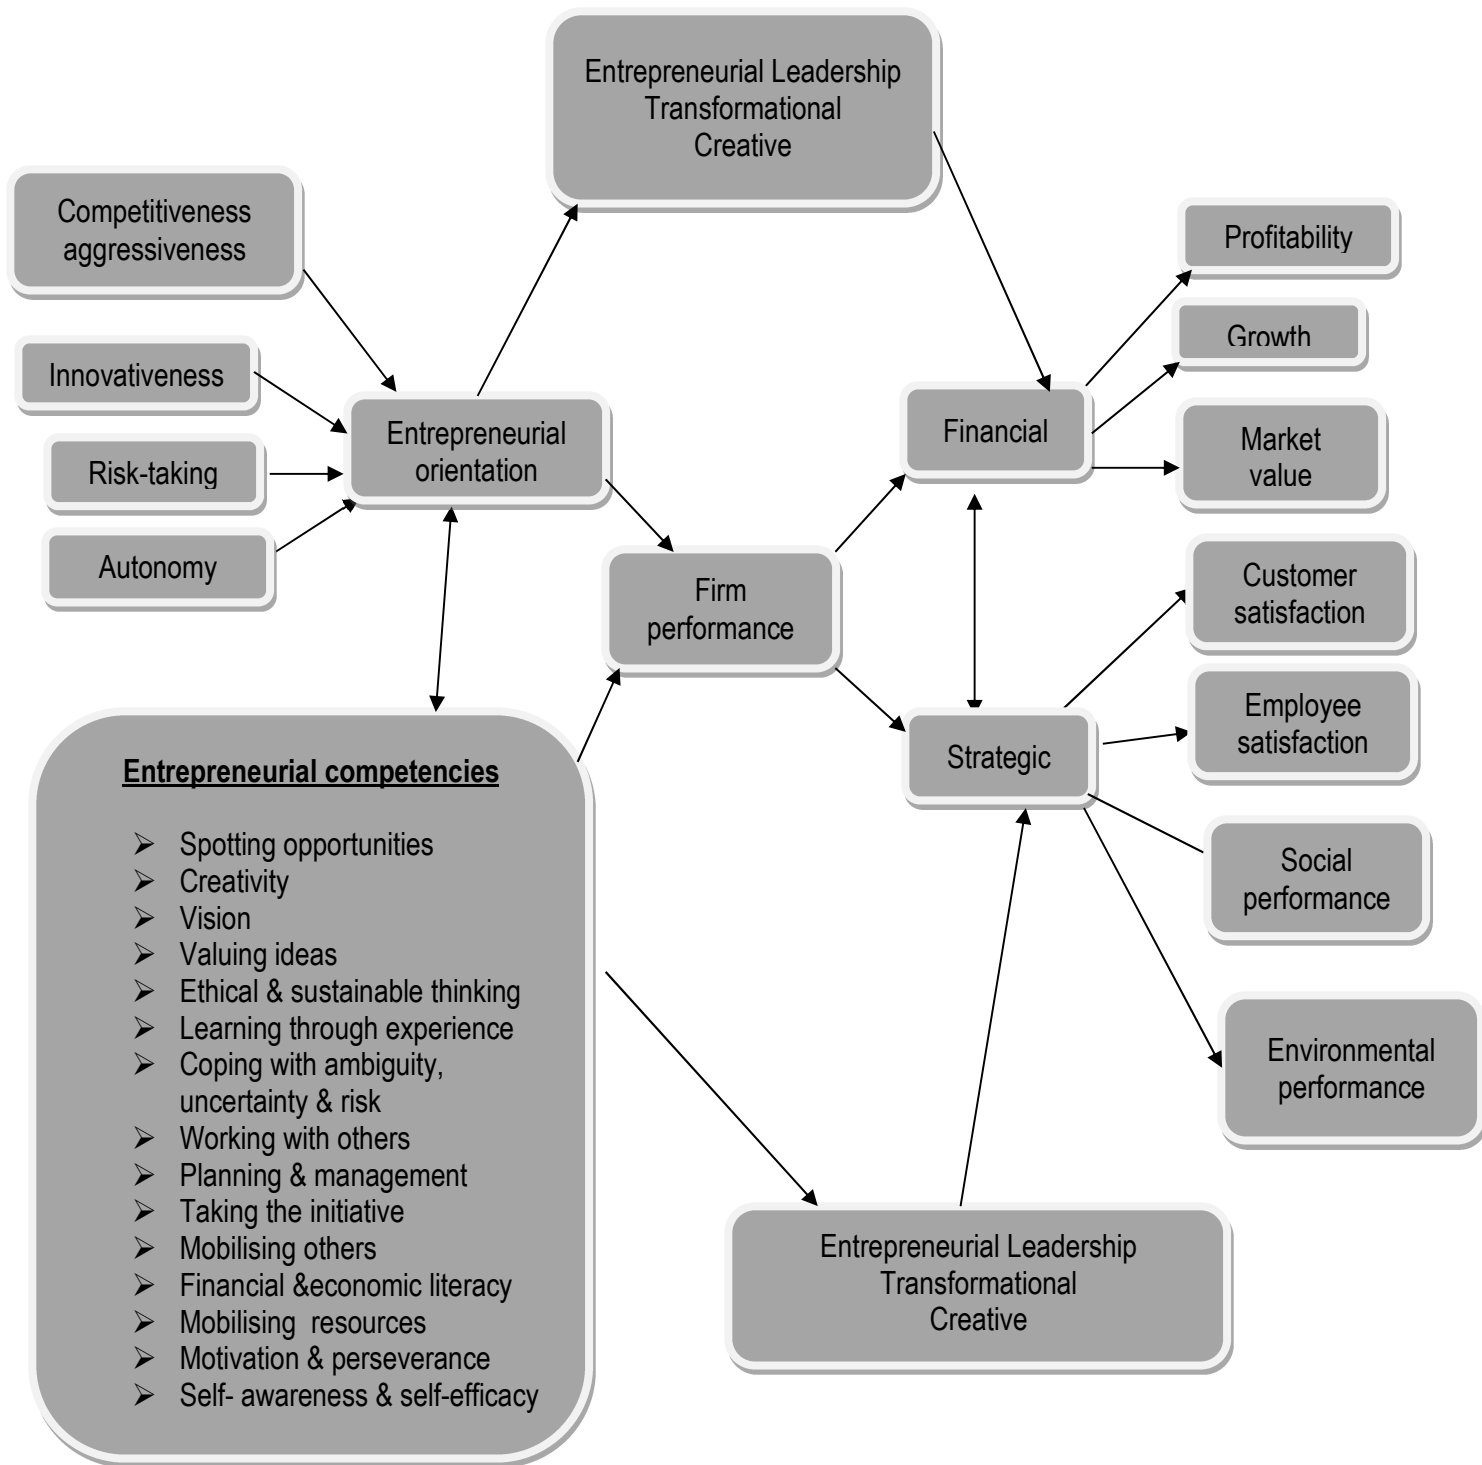 Entrepreneurial Leadership
Transformational
Creative
Competitiveness
aggressiveness
Innovativeness
Risk-taking
Autonomy
Entrepreneurial
orientation
Firm
performance
Financial
Strategic
Profitability
Growth
Market
value
Customer
satisfaction
Employee
satisfaction
Social
performance
Environmental
performance
Entrepreneurial competencies
➢ Spotting opportunities
➢ Creativity
➢ Vision
➢ Valuing ideas
➢ Ethical & sustainable thinking
➢ Learning through experience
➢ Coping with ambiguity,
uncertainty & risk
➢ Working with others
➢ Planning & management
➢ Taking the initiative
➢ Mobilising others
➢ Financial &economic literacy
➢ Mobilising  resources
➢ Motivation & perseverance
➢ Self- awareness & self-efficacy
Entrepreneurial Leadership
Transformational
Creative